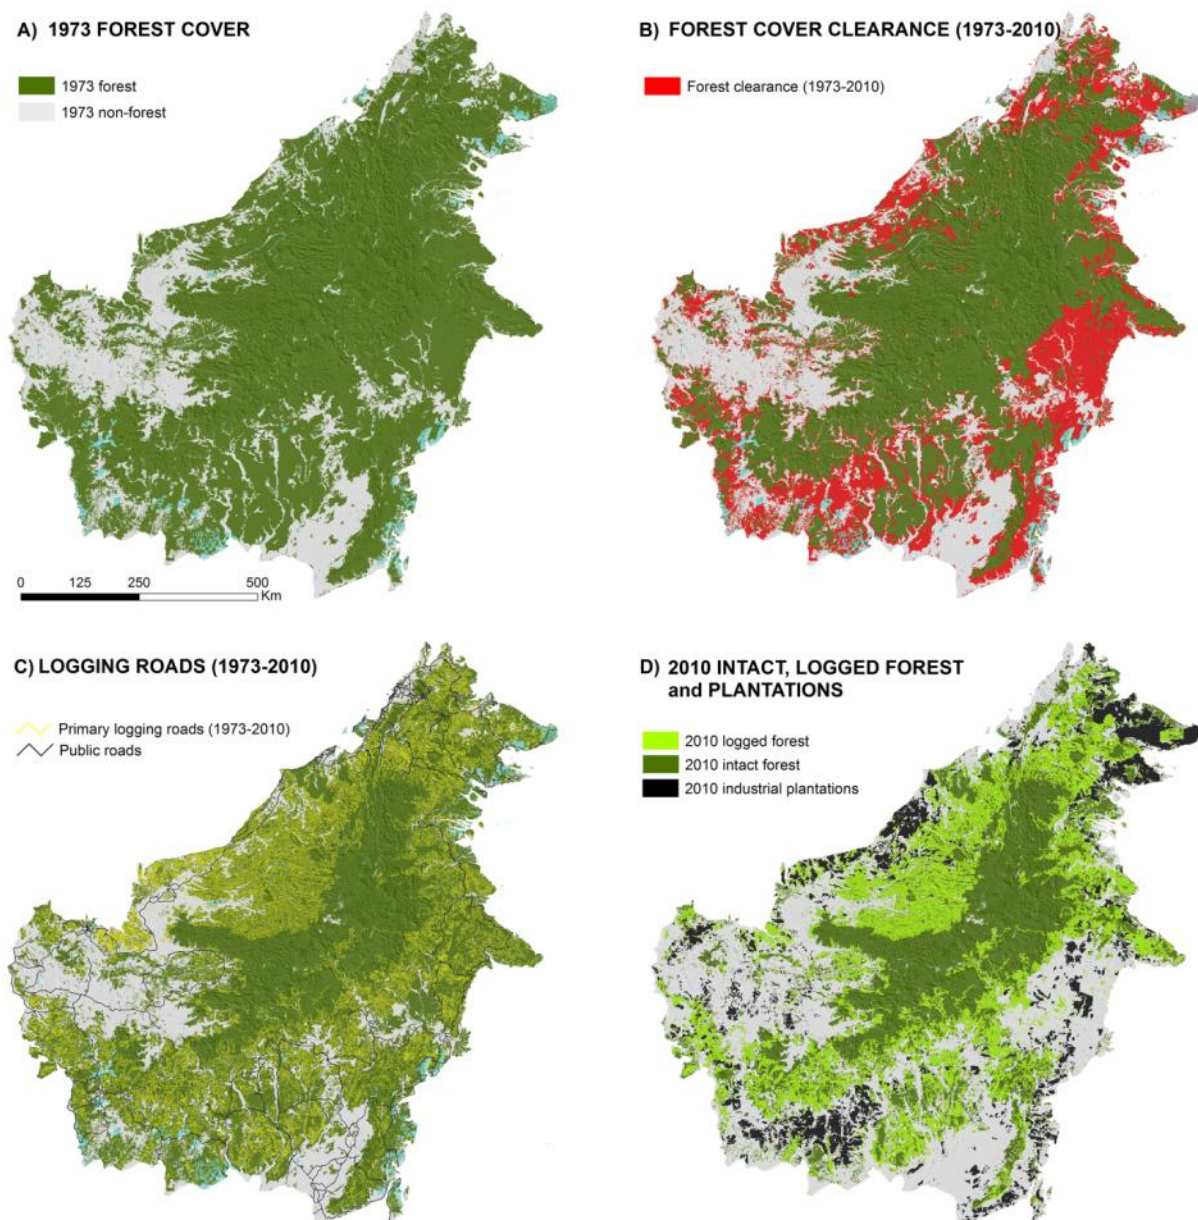 A) 1973 FOREST COVER
1973 forest
1973 non-forest
0 125 250 500
Km
B) FOREST COVER CLEARANCE (1973-2010)
Forest clearance (1973-2010)
C) LOGGING ROADS (1973-2010)
Primary logging roads (1973-2010)
Public roads
D) 2010 INTACT, LOGGED FOREST
and PLANTATIONS
2010 logged forest
2010 intact forest
2010 industrial plantations